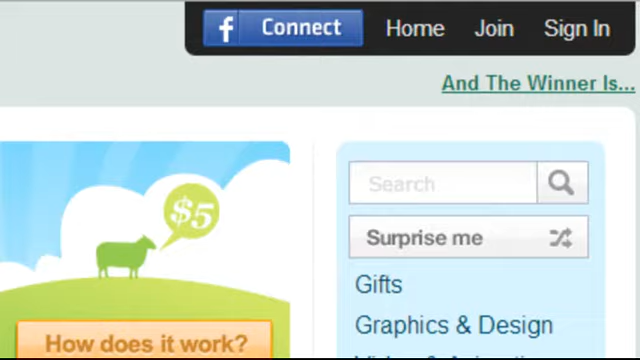 f Connect Home Join Sign In
And The Winner Is...
$5
Search
Surprise me
Gifts
Graphics & Design
How does it work?